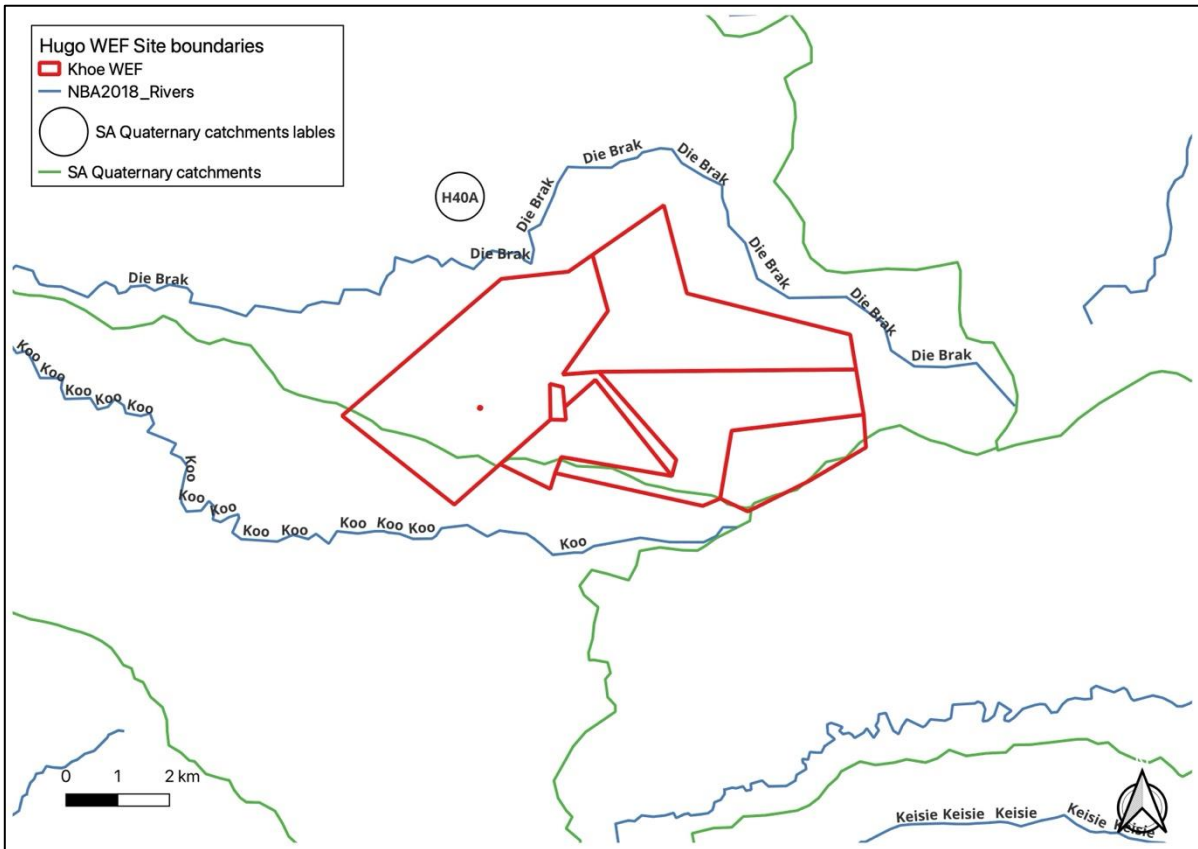 Hugo WEF Site boundaries
Khoe WEF
NBA2018_Rivers
SA Quaternary catchments lables
SA Quaternary catchments
Die Brak
Die Brak
Die Brak
H40A
Die Brak
Die Brak
Die Brak
Die Brak
Die Brak
Die Brak
Koo
Koo
Koo
Koo
Koo
Koo
Koo
Koo
Koo
Koo
Koo
Koo
Koo
Koo
0 1 2 km
Keisie
Keisie
Keisie
Keisie
Keisie